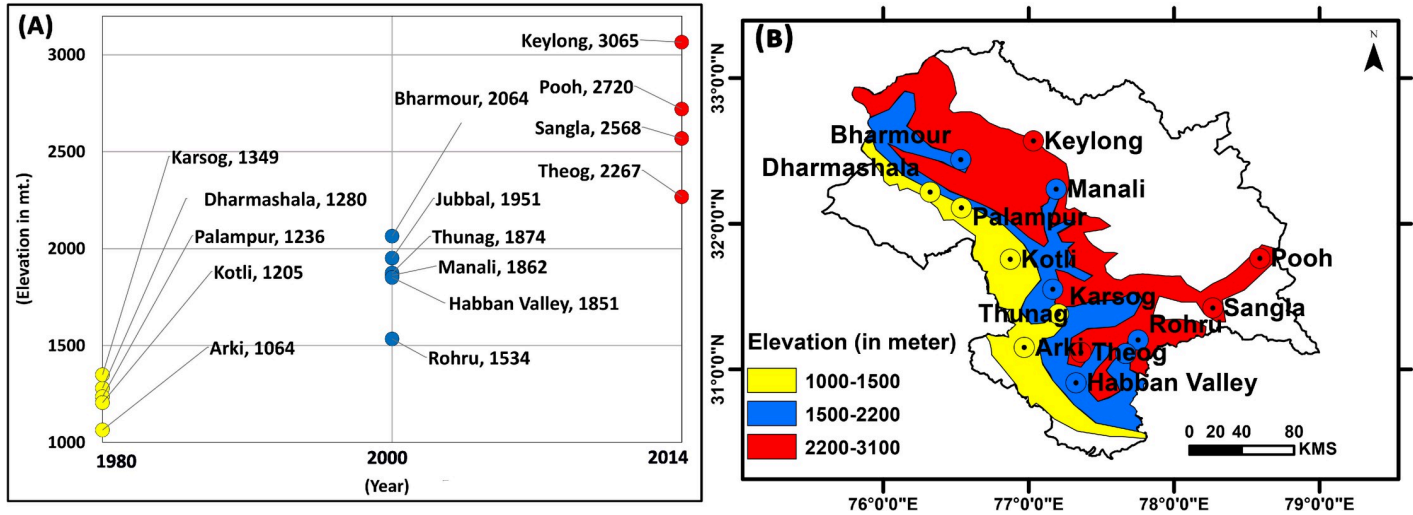 (A)
3000
2500
2000
1500
1000
(Elevation in mt.)
Keylong, 3065
Pooh, 2720
Bharmour, 2064
Sangla, 2568
Karsog, 1349
Theog, 2267
Dharmashala, 1280
Jubbal, 1951
Palampur, 1236
Thunag, 1874
Kotli, 1205
Manali, 1862
Habban Valley, 1851
Arki, 1064
Rohru, 1534
1980
2000
2014
(Year)
(B)
N
33°0'0"N
32°0'0"N
31°0'0"N
Bharmour
Keylong
Dharmashala
Manali
Palampur
Kotli
Pooh
Karsog
Thunag
Sangla
Rohru
Arki
Theog
Habban Valley
Elevation (in meter)
1000-1500
1500-2200
2200-3100
0 20 40 80
KMS
76°0'0"E
77°0'0"E
78°0'0"E
79°0'0"E